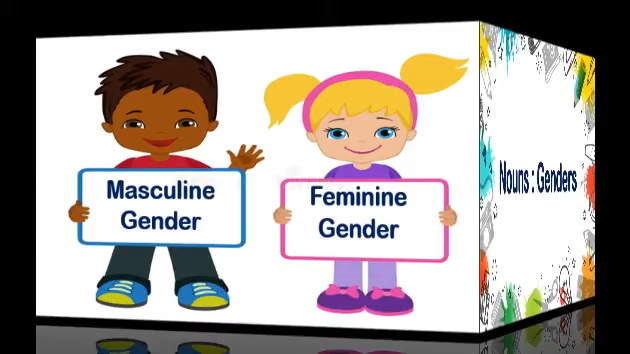 Masculine
Gender
Feminine
Gender
Nouns : Genders